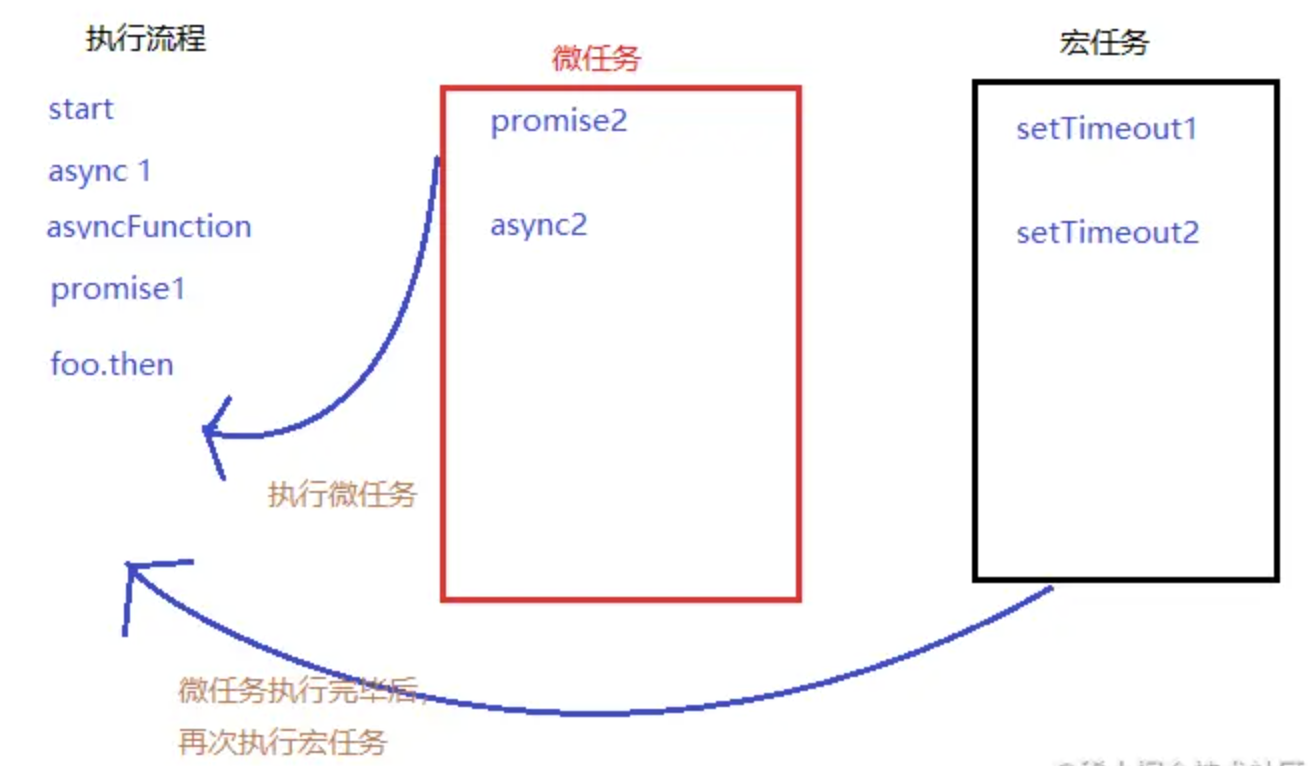 执行流程
start
async 1
asyncFunction
promise1
foo.then
微任务
promise2
async2
宏任务
setTimeout1
setTimeout2
执行微任务
微任务执行完毕后,
再次执行宏任务